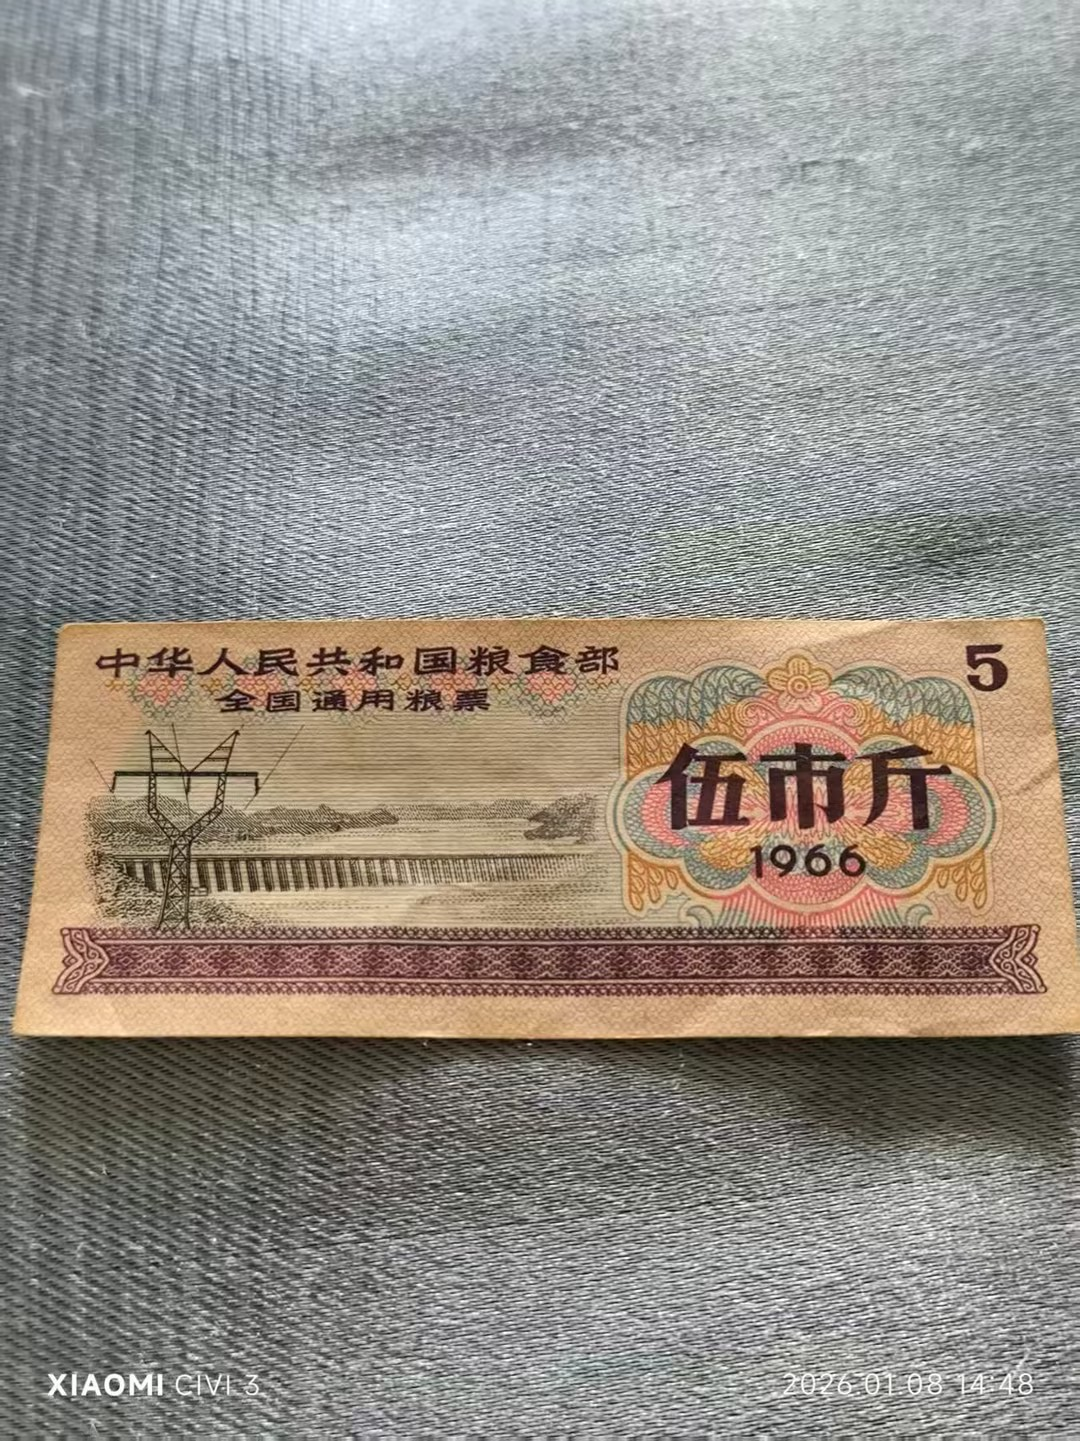 中华人民共和国粮食部
全国通用粮票
5
伍市斤
1966
XIAOMI CIVI 3
2026.01.08 14:48